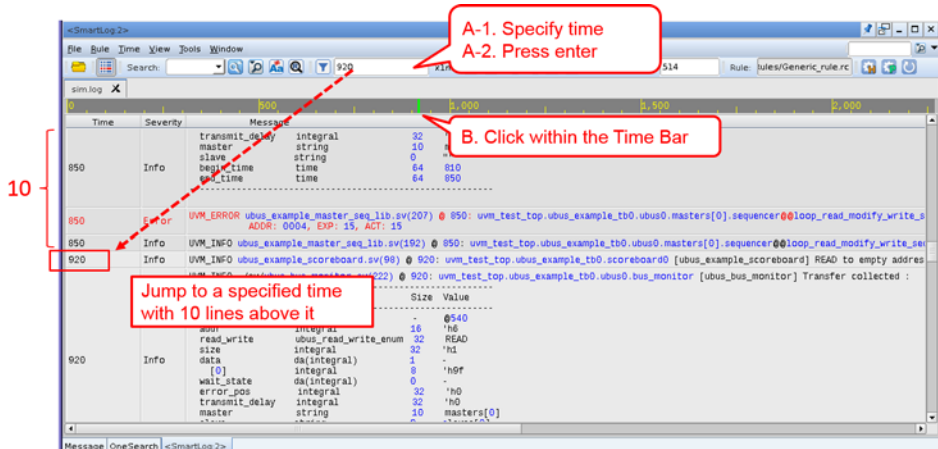 <SmartLog:2>
A-1. Specify time
A-2. Press enter
File Rule Time View Tools Window
Search: 920 514 Rule: ules/Generic_rule.rc
sim.log
0 500 1,000 1,500 2,000
Time Severity Message
B. Click within the Time Bar
10
transmit_delay integral 32
master string 10
slave string 0
850 Info begin_time time 64 810
end_time time 64 850
850 Error UVM_ERROR ubus_example_master_seq_lib.sv(207) @ 850: uvm_test_top.ubus_example_tb0.ubus0.masters[0].sequencer@@loop_read_modify_write_s
ADDR: 0004, EXP: 15, ACT: 15
850 Info UVM_INFO ubus_example_master_seq_lib.sv(192) @ 850: uvm_test_top.ubus_example_tb0.ubus0.masters[0].sequencer@@loop_read_modify_write_se
920 Info UVM_INFO ubus_example_scoreboard.sv(98) @ 920: uvm_test_top.ubus_example_tb0.scoreboard0 [ubus_example_scoreboard] READ to empty addres
(222) @ 920: uvm_test_top.ubus_example_tb0.ubus0.bus_monitor [ubus_bus_monitor] Transfer collected :
Jump to a specified time
with 10 lines above it
Size Value
- @540
addr integral 16 'h6
read_write ubus_read_write_enum 32 READ
size integral 32 'h1
920 Info data da(integral) 1 -
[0] integral 8 'h9f
wait_state da(integral) 0 -
error_pos integral 32 'h0
transmit_delay integral 32 'h0
master string 10 masters[0]
Message OneSearch <SmartLog:2>